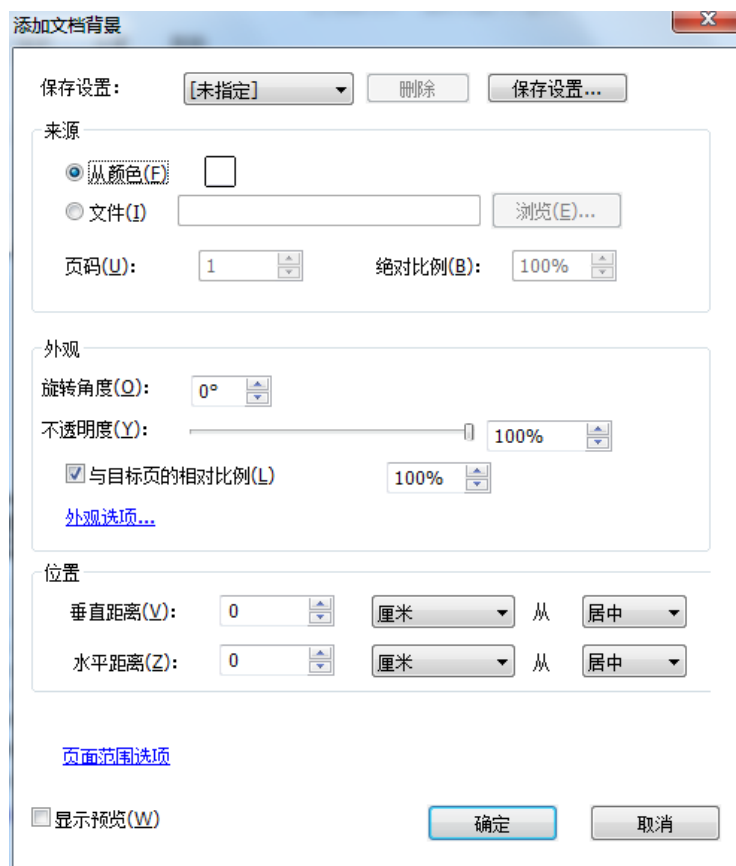 添加文档背景
保存设置: [未指定] 删除 保存设置...
来源
从颜色(F)
文件(I) 浏览(E)...
页码(U): 1 绝对比例(B): 100%
外观
旋转角度(O): 0°
不透明度(Y): 100%
与目标页的相对比例(L) 100%
外观选项...
位置
垂直距离(V): 0 厘米 从 居中
水平距离(Z): 0 厘米 从 居中
页面范围选项
显示预览(W) 确定 取消